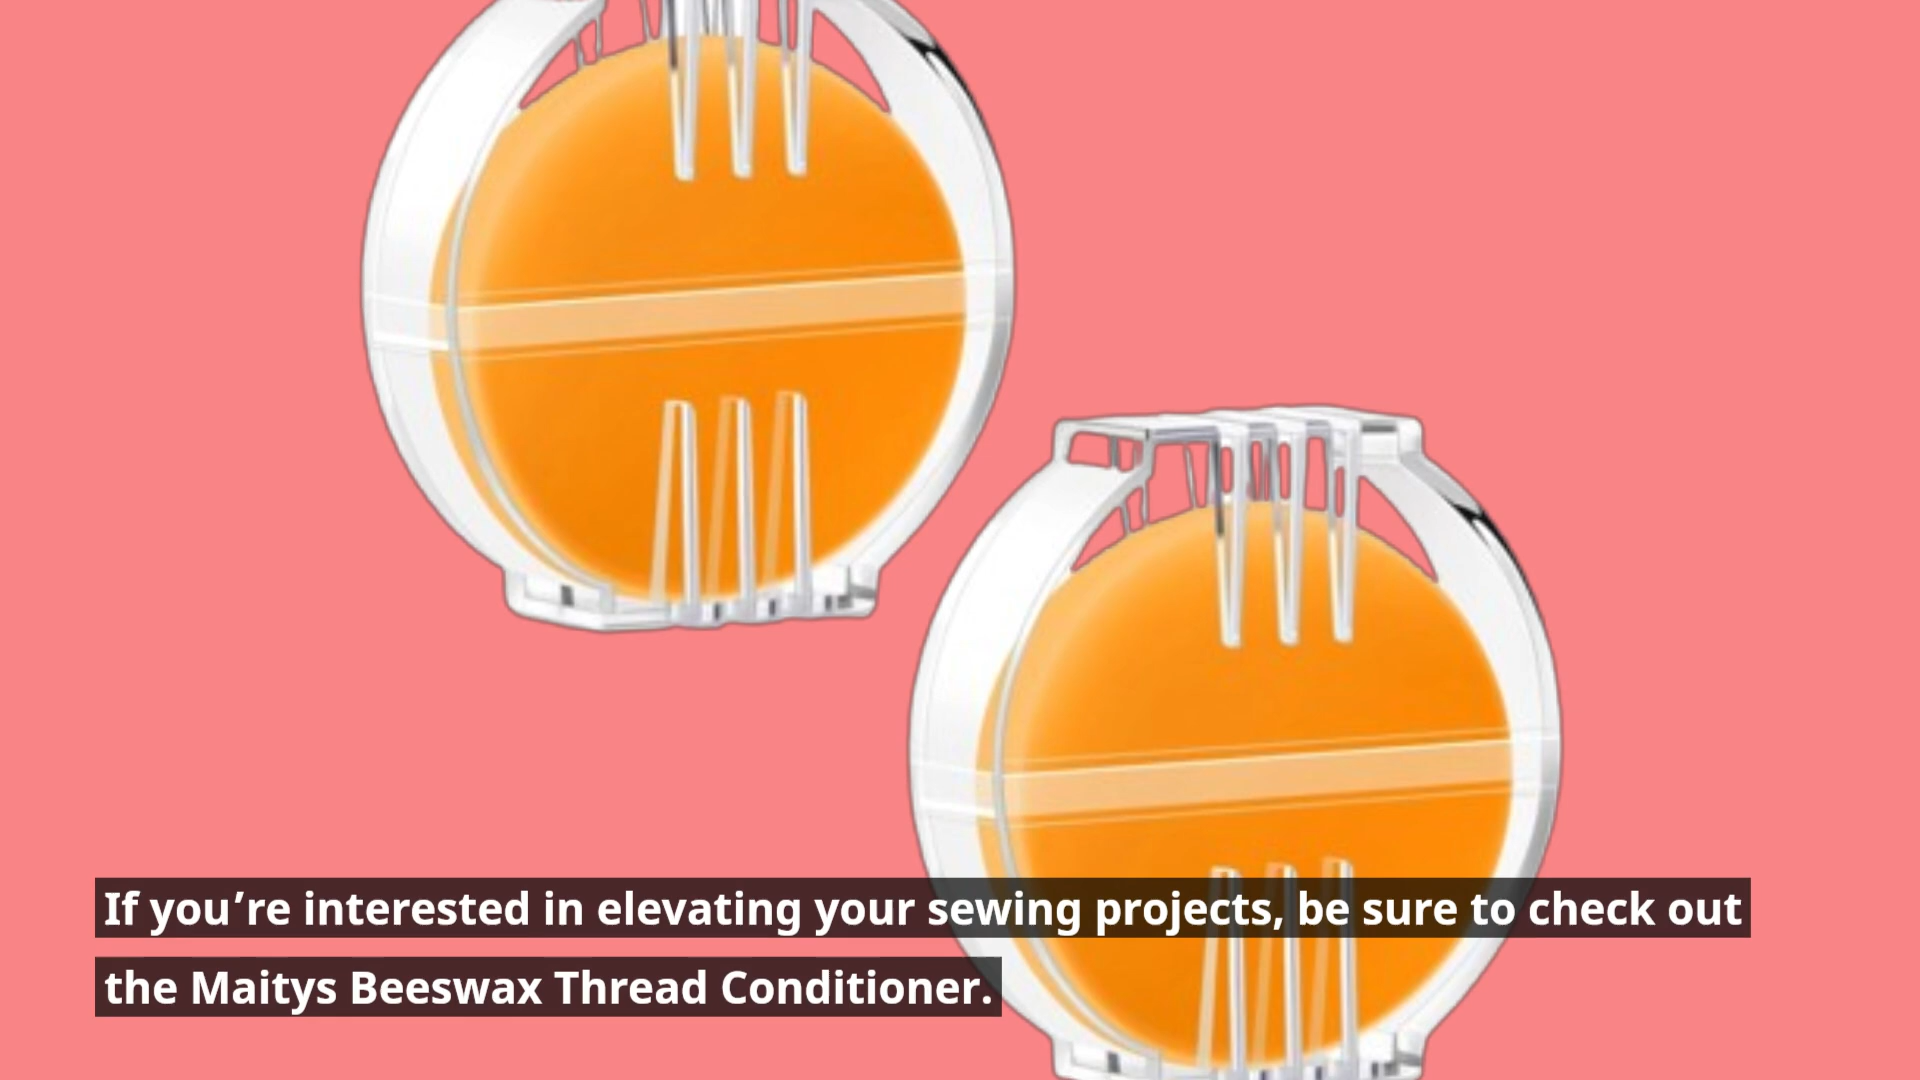 If you’re interested in elevating your sewing projects, be sure to check out
the Maitys Beeswax Thread Conditioner.